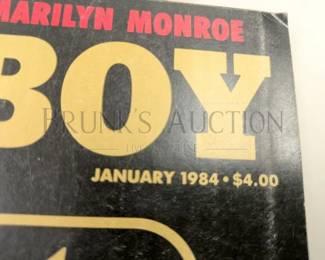 MARILYN MONROE
BOY
BRUNK'S AUCTION
JANUARY 1984 • $4.00